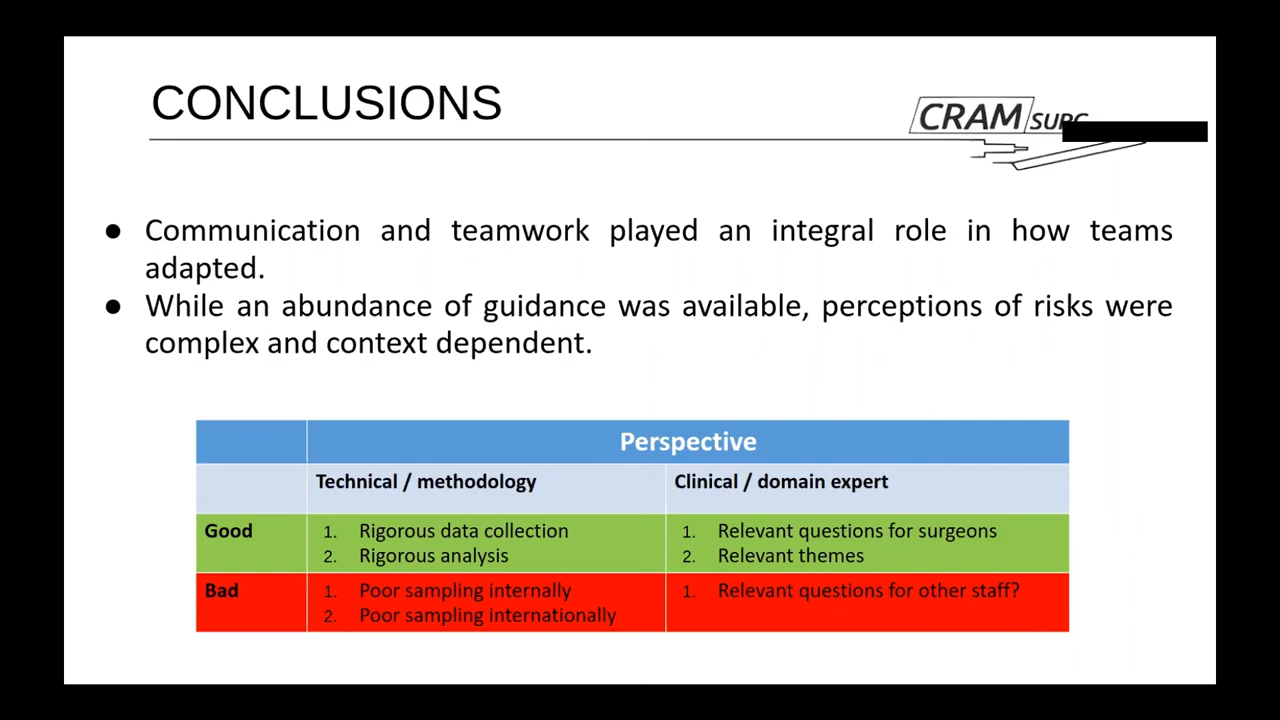 CONCLUSIONS
CRAM
● Communication and teamwork played an integral role in how teams
adapted.
● While an abundance of guidance was available, perceptions of risks were
complex and context dependent.
Perspective
Technical / methodology Clinical / domain expert
Good 1. Rigorous data collection 1. Relevant questions for surgeons
2. Rigorous analysis 2. Relevant themes
Bad 1. Poor sampling internally 1. Relevant questions for other staff?
2. Poor sampling internationally